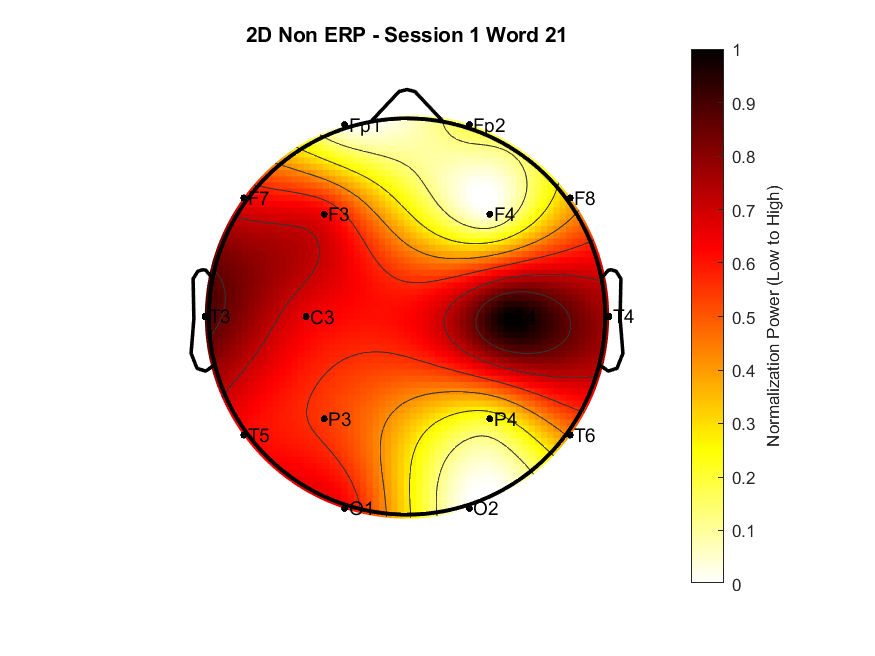 2D Non ERP - Session 1 Word 21
Fp1
Fp2
F7
F3
F4
F8
T3
C3
T4
T5
P3
P4
T6
O1
O2
1
0.9
0.8
0.7
0.6
0.5
0.4
0.3
0.2
0.1
0
Normalization Power (Low to High)